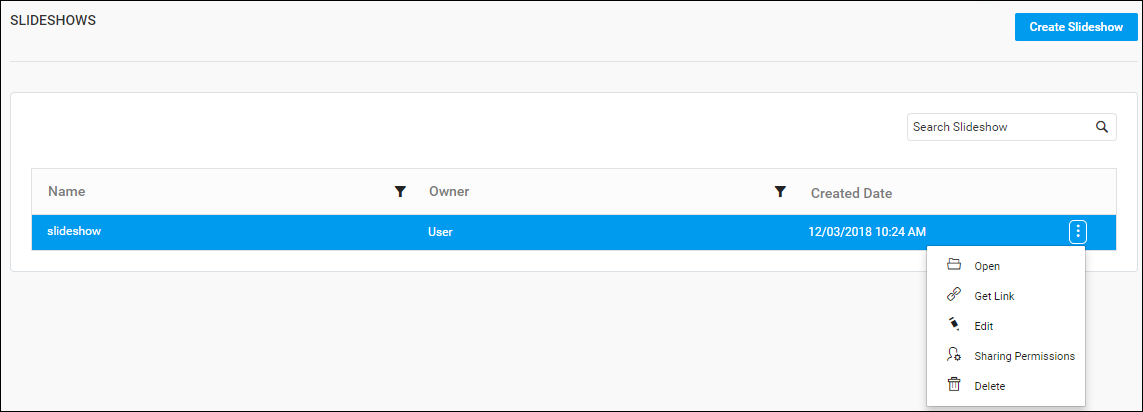 SLIDESHOWS
Create Slideshow
Search Slideshow
Name Owner Created Date
slideshow User 12/03/2018 10:24 AM
Open
Get Link
Edit
Sharing Permissions
Delete